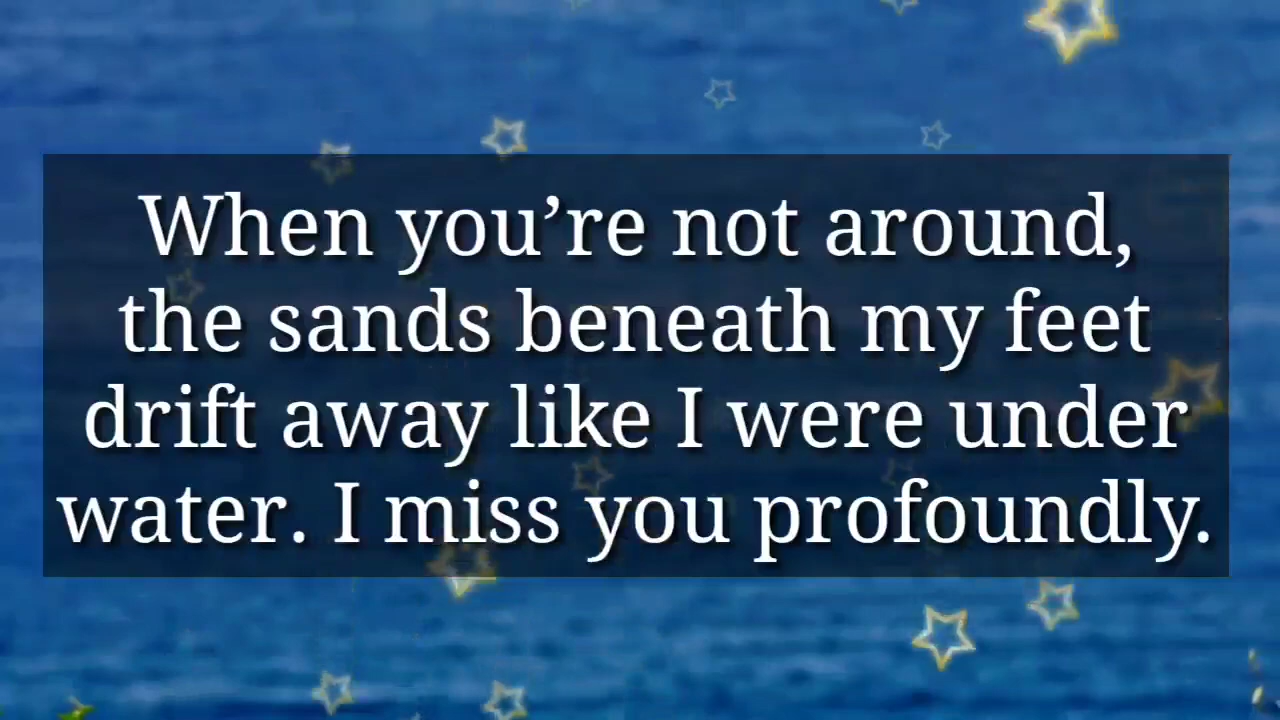 When you’re not around,
the sands beneath my feet
drift away like I were under
water. I miss you profoundly.